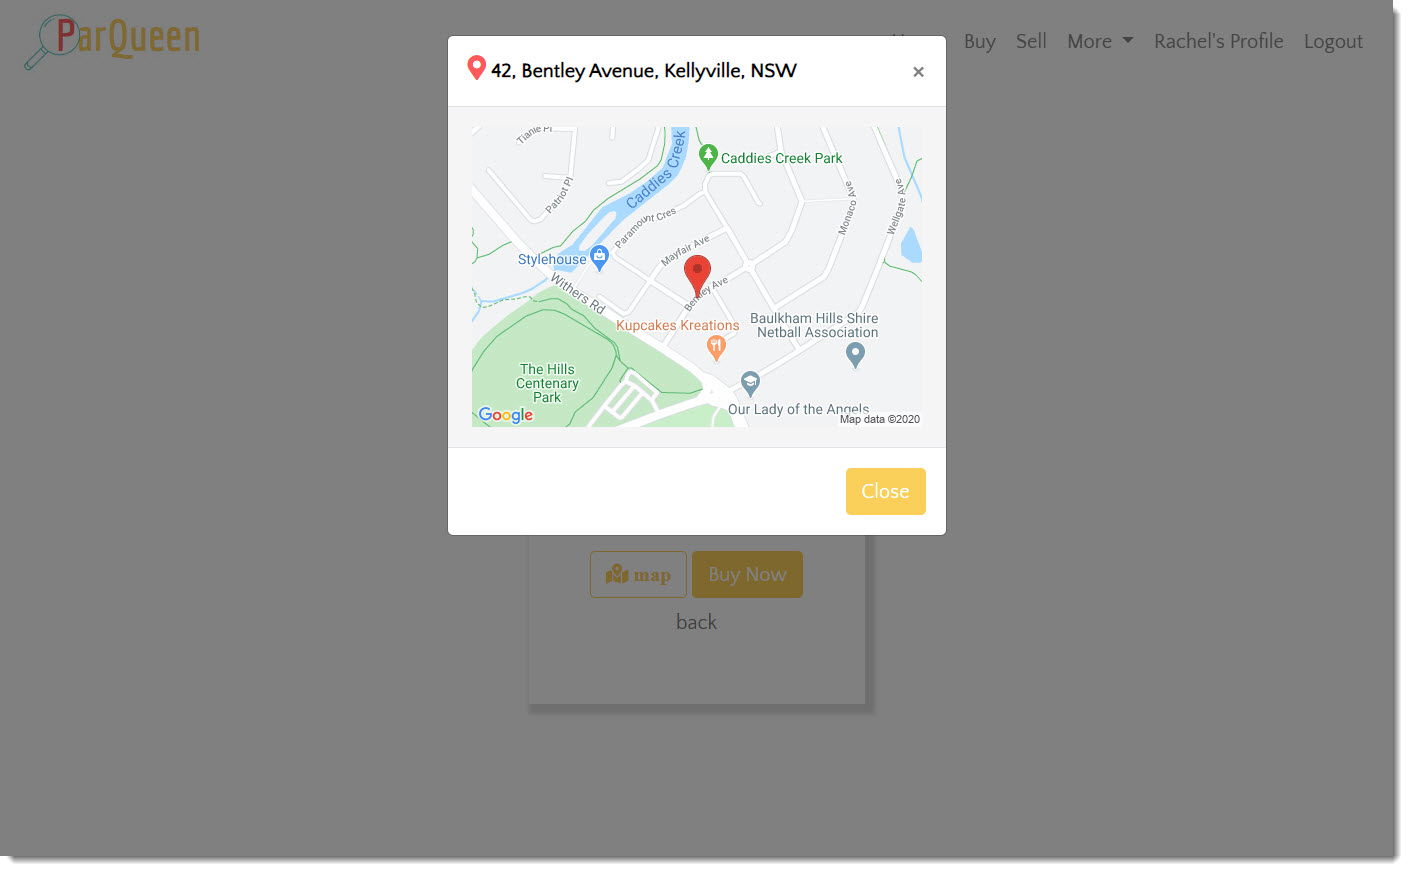 ParQueen
Buy Sell More Rachel's Profile Logout
42, Bentley Avenue, Kellyville, NSW
×
Patriot Pl
Caddies Creek
Caddies Creek Park
Monaco Ave
Wellgate Ave
Paramount Cres
Mayfair Ave
Stylehouse
Withers Rd
Bentley Ave
Kupcakes Kreations
Baulkham Hills Shire
Netball Association
The Hills
Centenary
Park
Our Lady of the Angels
Google
Map data ©2020
Close
map Buy Now
back